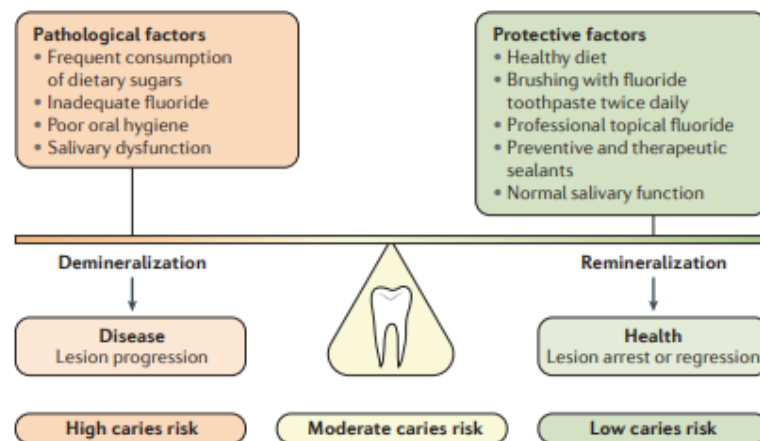 Pathological factors
• Frequent consumption
of dietary sugars
• Inadequate fluoride
• Poor oral hygiene
• Salivary dysfunction
Protective factors
• Healthy diet
• Brushing with fluoride
toothpaste twice daily
• Professional topical fluoride
• Preventive and therapeutic
sealants
• Normal salivary function
Demineralization
Remineralization
Disease
Lesion progression
Health
Lesion arrest or regression
High caries risk
Moderate caries risk
Low caries risk